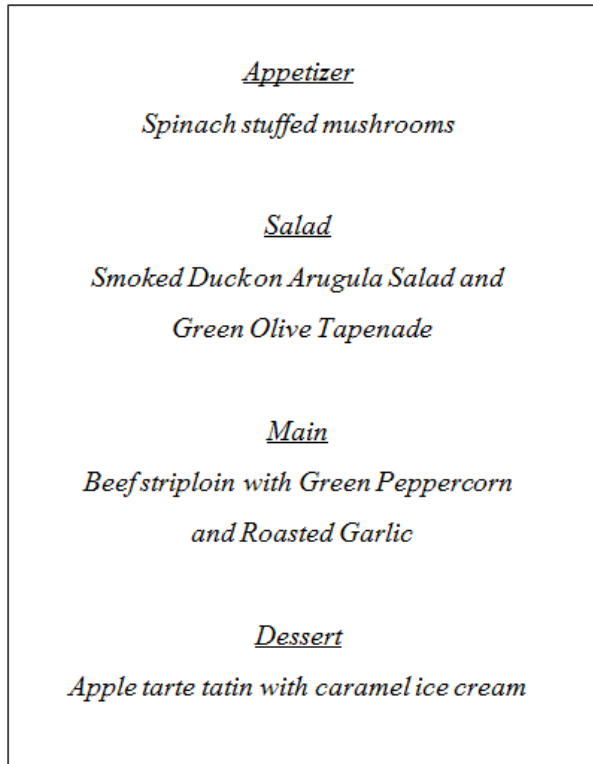 Appetizer
Spinach stuffed mushrooms
Salad
Smoked Duck on Arugula Salad and
Green Olive Tapenade
Main
Beef striploin with Green Peppercorn
and Roasted Garlic
Dessert
Apple tarte tatin with caramel ice cream